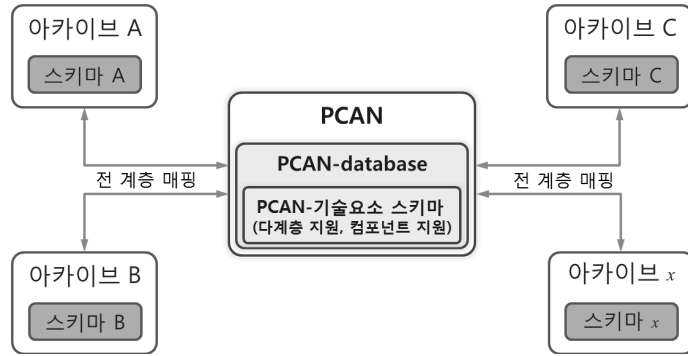 아카이브 A
스키마 A
아카이브 C
스키마 C
PCAN
PCAN-database
PCAN-기술요소 스키마
(다계층 지원, 컴포넌트 지원)
전 계층 매핑
전 계층 매핑
아카이브 B
스키마 B
아카이브 x
스키마 x